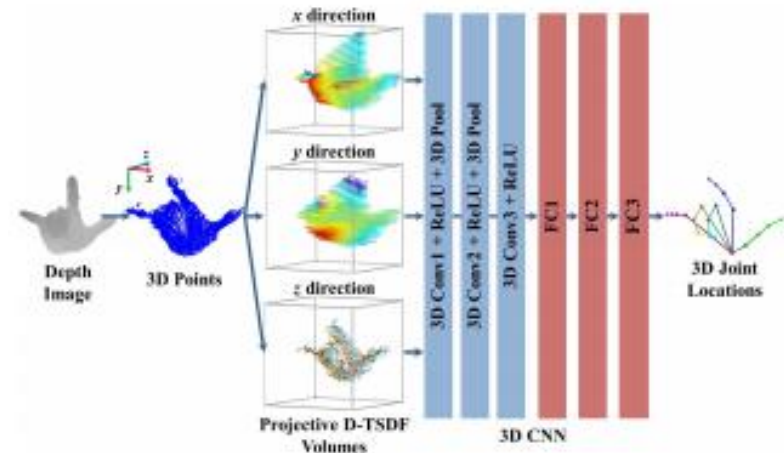 x direction
y direction
z direction
z
x
y
Depth
Image
3D Points
Projective D-TSDF
Volumes
3D Conv1 + ReLU + 3D Pool
3D Conv2 + ReLU + 3D Pool
3D Conv3 + ReLU
FC1
FC2
FC3
3D CNN
3D Joint
Locations